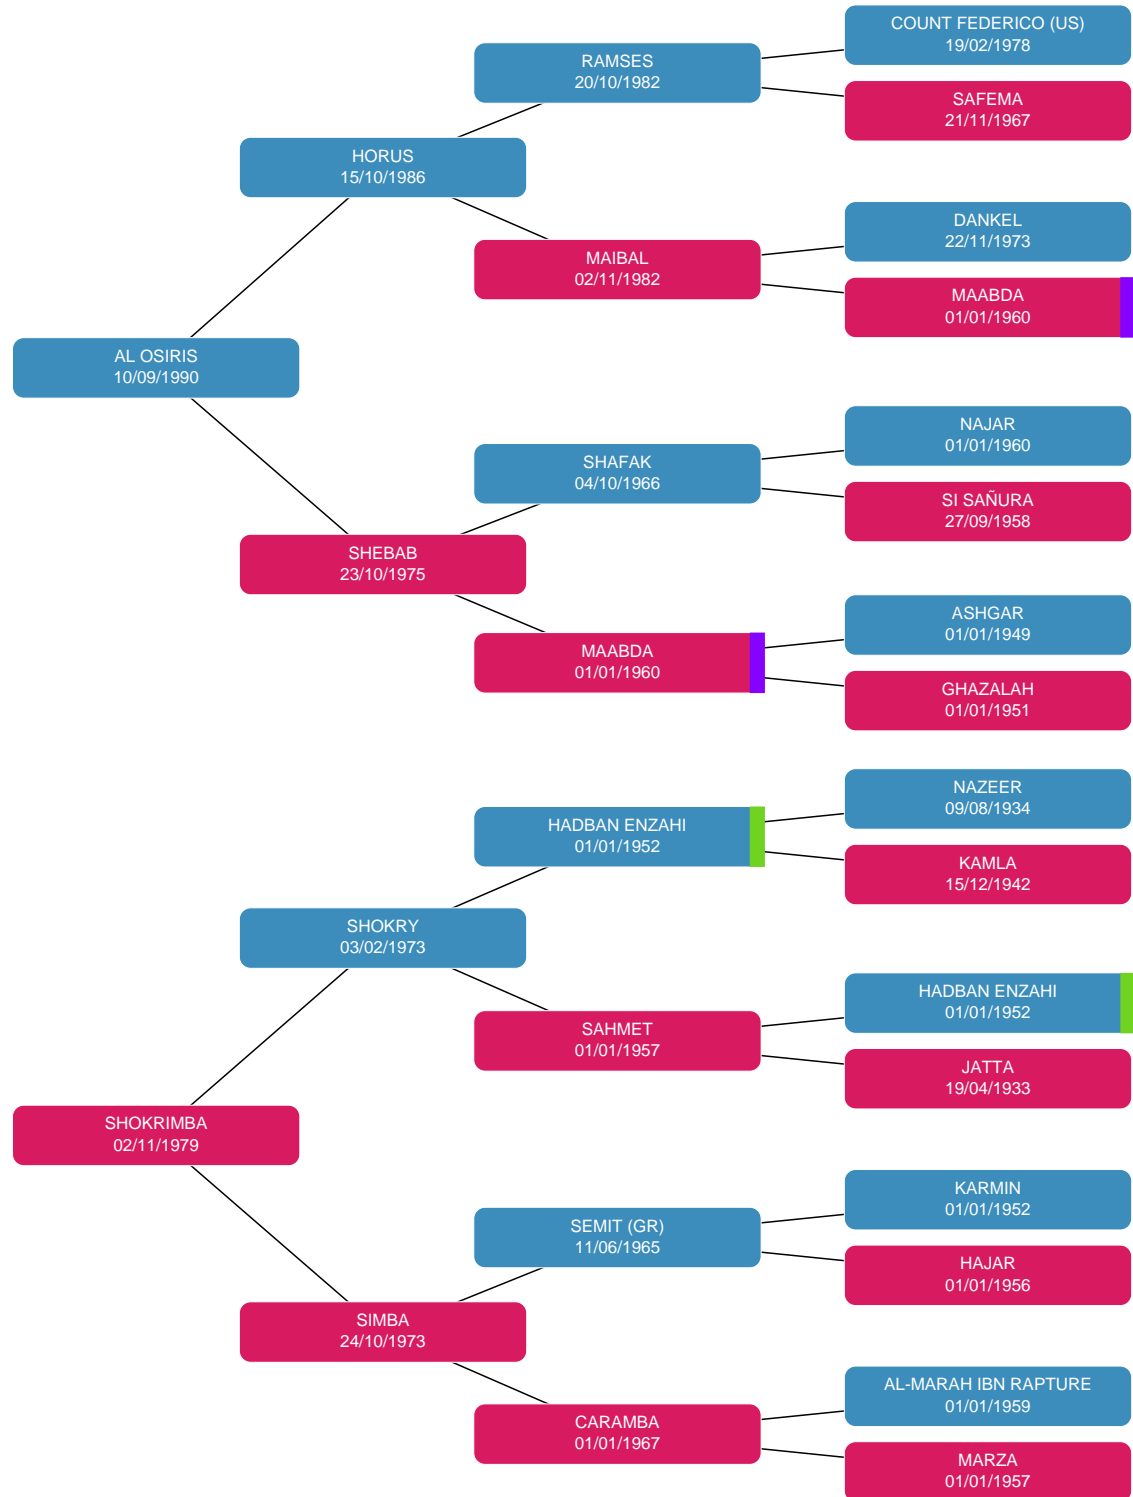 COUNT FEDERICO (US)
19/02/1978
RAMSES
20/10/1982
SAFEMA
21/11/1967
HORUS
15/10/1986
DANKEL
22/11/1973
MAIBAL
02/11/1982
MAABDA
01/01/1960
AL OSIRIS
10/09/1990
NAJAR
01/01/1960
SHAFAK
04/10/1966
SI SAÑURA
27/09/1958
SHEBAB
23/10/1975
ASHGAR
01/01/1949
MAABDA
01/01/1960
GHAZALAH
01/01/1951
NAZEER
09/08/1934
HADBAN ENZAHI
01/01/1952
KAMLA
15/12/1942
SHOKRY
03/02/1973
HADBAN ENZAHI
01/01/1952
SAHMET
01/01/1957
JATTA
19/04/1933
SHOKRIMBA
02/11/1979
KARMIN
01/01/1952
SEMIT (GR)
11/06/1965
HAJAR
01/01/1956
SIMBA
24/10/1973
AL-MARAH IBN RAPTURE
01/01/1959
CARAMBA
01/01/1967
MARZA
01/01/1957